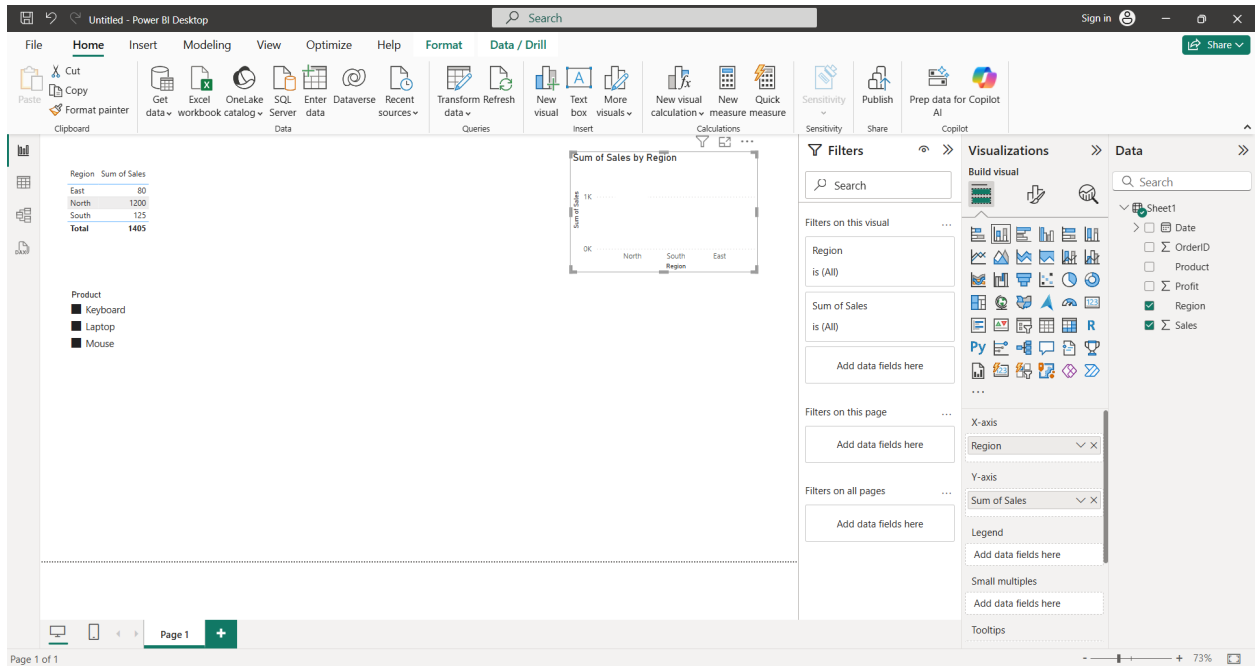 Untitled - Power BI Desktop
Search
Sign in
File Home Insert Modeling View Optimize Help Format Data / Drill
Share
Paste
Cut
Copy
Format painter
Clipboard
Get data
Excel workbook
OneLake catalog
SQL Server
Enter data
Dataverse
Recent sources
Data
Transform data
Refresh
Queries
New visual
Text box
More visuals
Insert
New visual calculation
New measure
Quick measure
Calculations
Sensitivity
Sensitivity
Publish
Share
Prep data for AI
Copilot
Copilot
Region Sum of Sales
East 80
North 1200
South 125
Total 1405
Product
Keyboard
Laptop
Mouse
Sum of Sales by Region
Sum of Sales
1K
0K
North South East
Region
Filters
Search
Filters on this visual
Region
is (All)
Sum of Sales
is (All)
Add data fields here
Filters on this page
Add data fields here
Filters on all pages
Add data fields here
Visualizations
Build visual
123
R
Py
X-axis
Region
Y-axis
Sum of Sales
Legend
Add data fields here
Small multiples
Add data fields here
Tooltips
Data
Search
Sheet1
Date
OrderID
Product
Profit
Region
Sales
Page 1
Page 1 of 1
73%